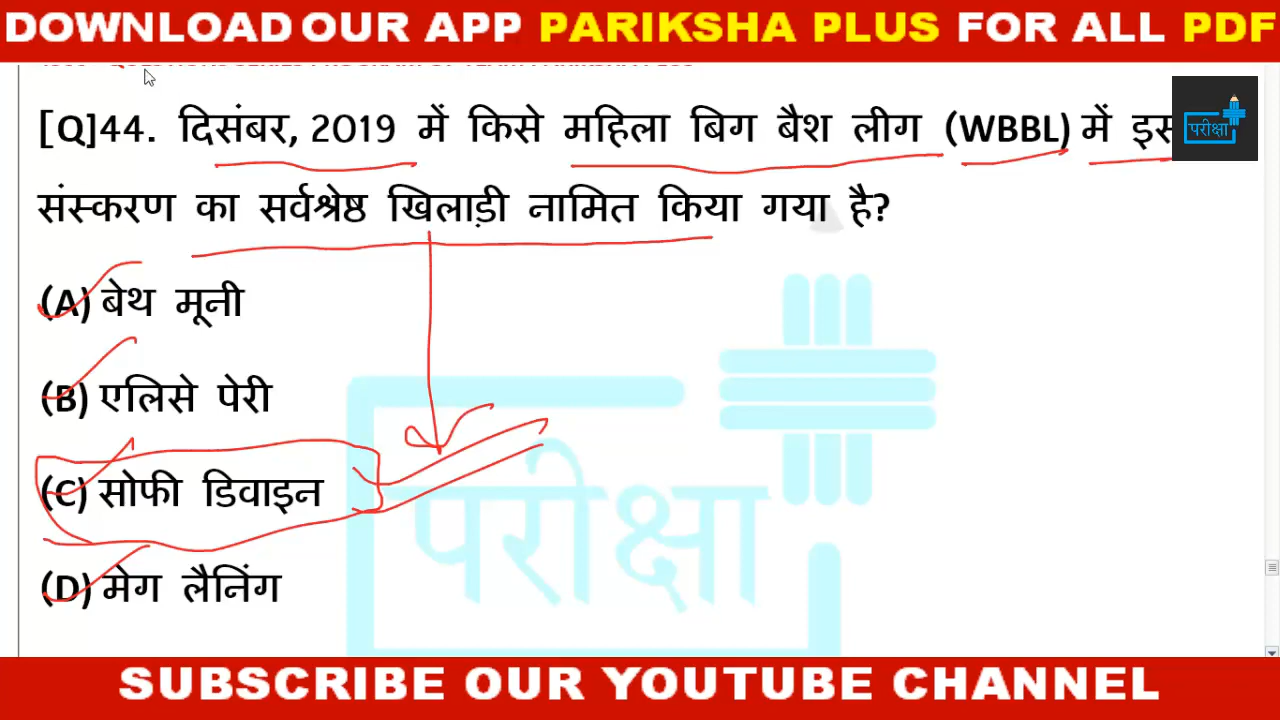 DOWNLOAD OUR APP PARIKSHA PLUS FOR ALL PDF
[Q]44. दिसंबर, 2019 में किसे महिला बिग बैश लीग (WBBL) में इस
परीक्षा
संस्करण का सर्वश्रेष्ठ खिलाड़ी नामित किया गया है?
(A) बेथ मूनी
(B) एलिसे पेरी
(C) सोफी डिवाइन
परीक्षा
(D) मेग लैनिंग
SUBSCRIBE OUR YOUTUBE CHANNEL